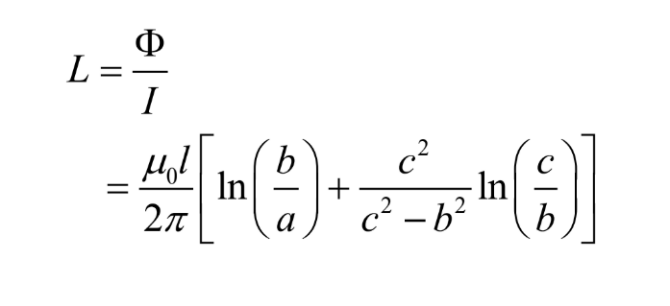 L = Φ/I
= μ₀l/2π [ln(b/a) + c²/(c² − b²) ln(c/b)]